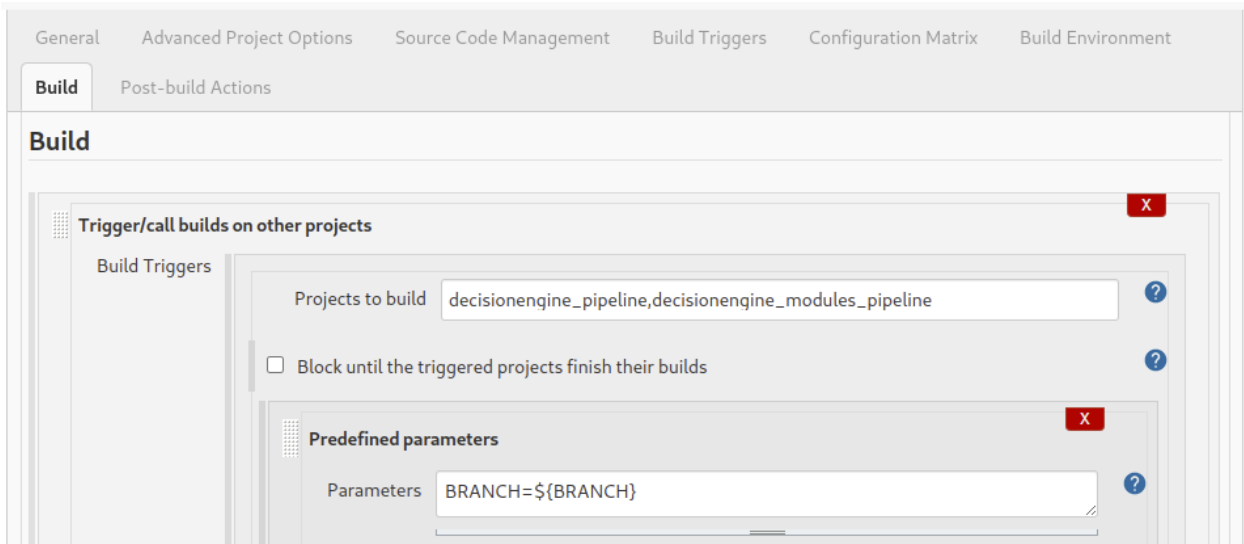 General Advanced Project Options Source Code Management Build Triggers Configuration Matrix Build Environment
Build Post-build Actions
Build
X
Trigger/call builds on other projects
Build Triggers
Projects to build decisionengine_pipeline,decisionengine_modules_pipeline ?
Block until the triggered projects finish their builds ?
X
Predefined parameters
Parameters BRANCH=${BRANCH} ?